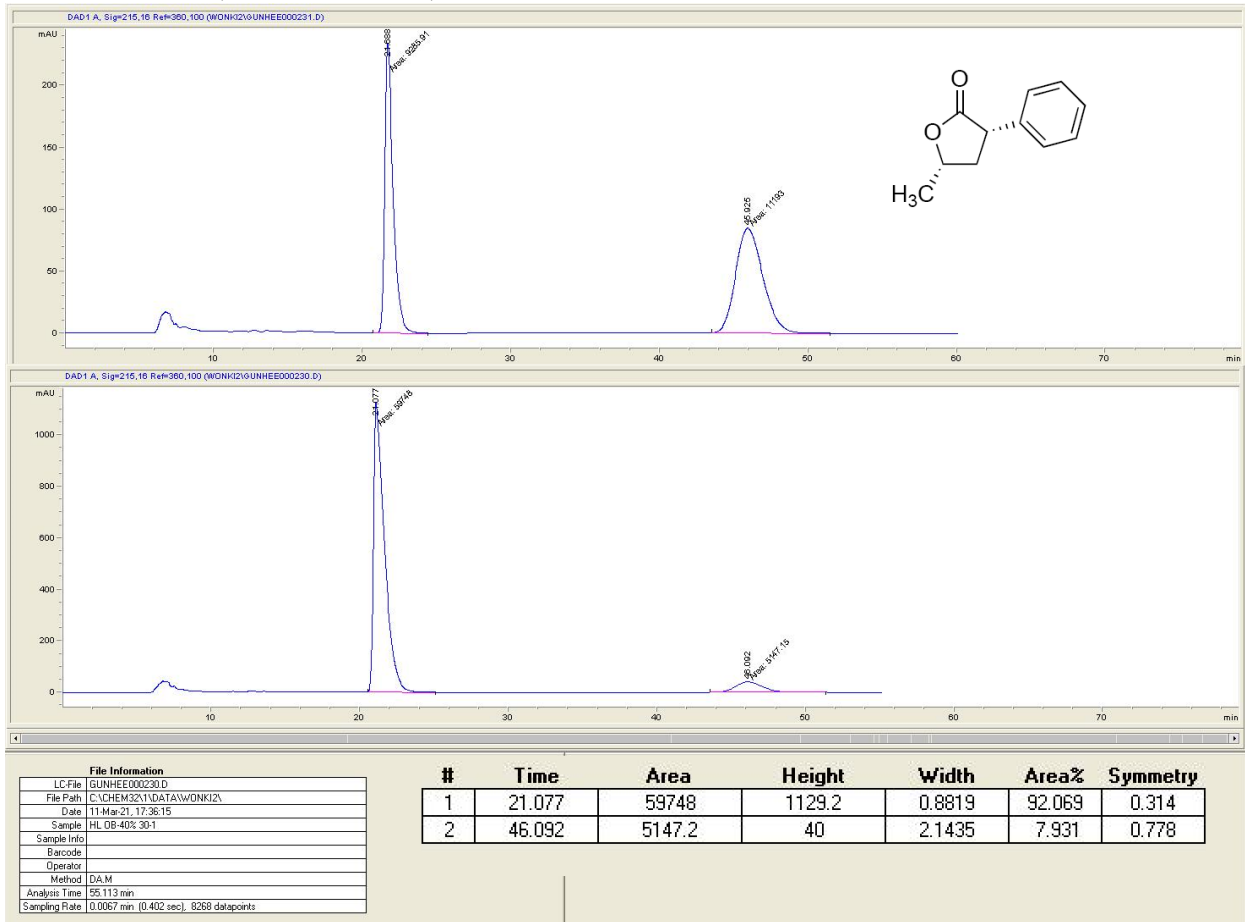 DAD1 A, Sig=215,16 Ref=360,100 (WONKI2\GUNHEE000231.D)
mAU
200
150
100
50
0
21.688
Area: 9285.91
45.925
Area: 11193
O
O
H3C
10
20
30
40
50
60
70
min
DAD1 A, Sig=215,16 Ref=360,100 (WONKI2\GUNHEE000230.D)
mAU
1000
800
600
400
200
0
21.077
Area: 59748
46.092
Area: 5147.15
10
20
30
40
50
60
70
min
File Information
LC-File GUNHEE000230.D
File Path C:\CHEM32\1\DATA\WONKI2\
Date 11-Mar-21, 17:36:15
Sample HL OB-40% 30-1
Sample Info
Barcode
Operator
Method DA.M
Analysis Time 55.113 min
Sampling Rate 0.0067 min (0.402 sec), 8268 datapoints
# Time Area Height Width Area% Symmetry
1 21.077 59748 1129.2 0.8819 92.069 0.314
2 46.092 5147.2 40 2.1435 7.931 0.778